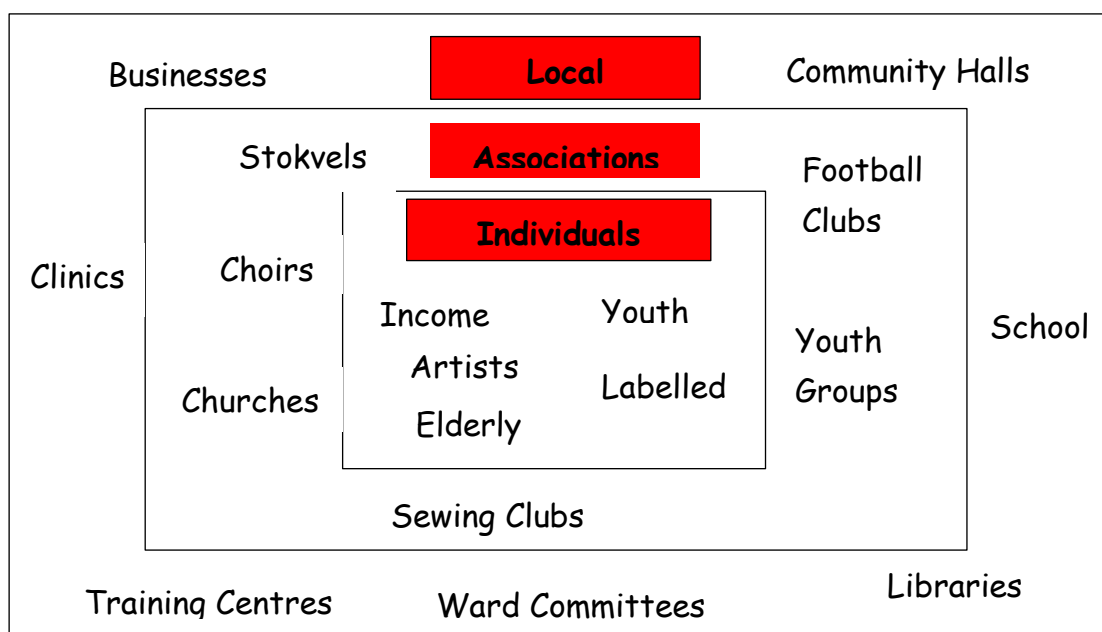 Businesses
Local
Community Halls
Stokvels
Associations
Football
Clubs
Individuals
Clinics
Choirs
Income
Youth
School
Youth
Groups
Artists
Labelled
Churches
Elderly
Sewing Clubs
Libraries
Training Centres
Ward Committees